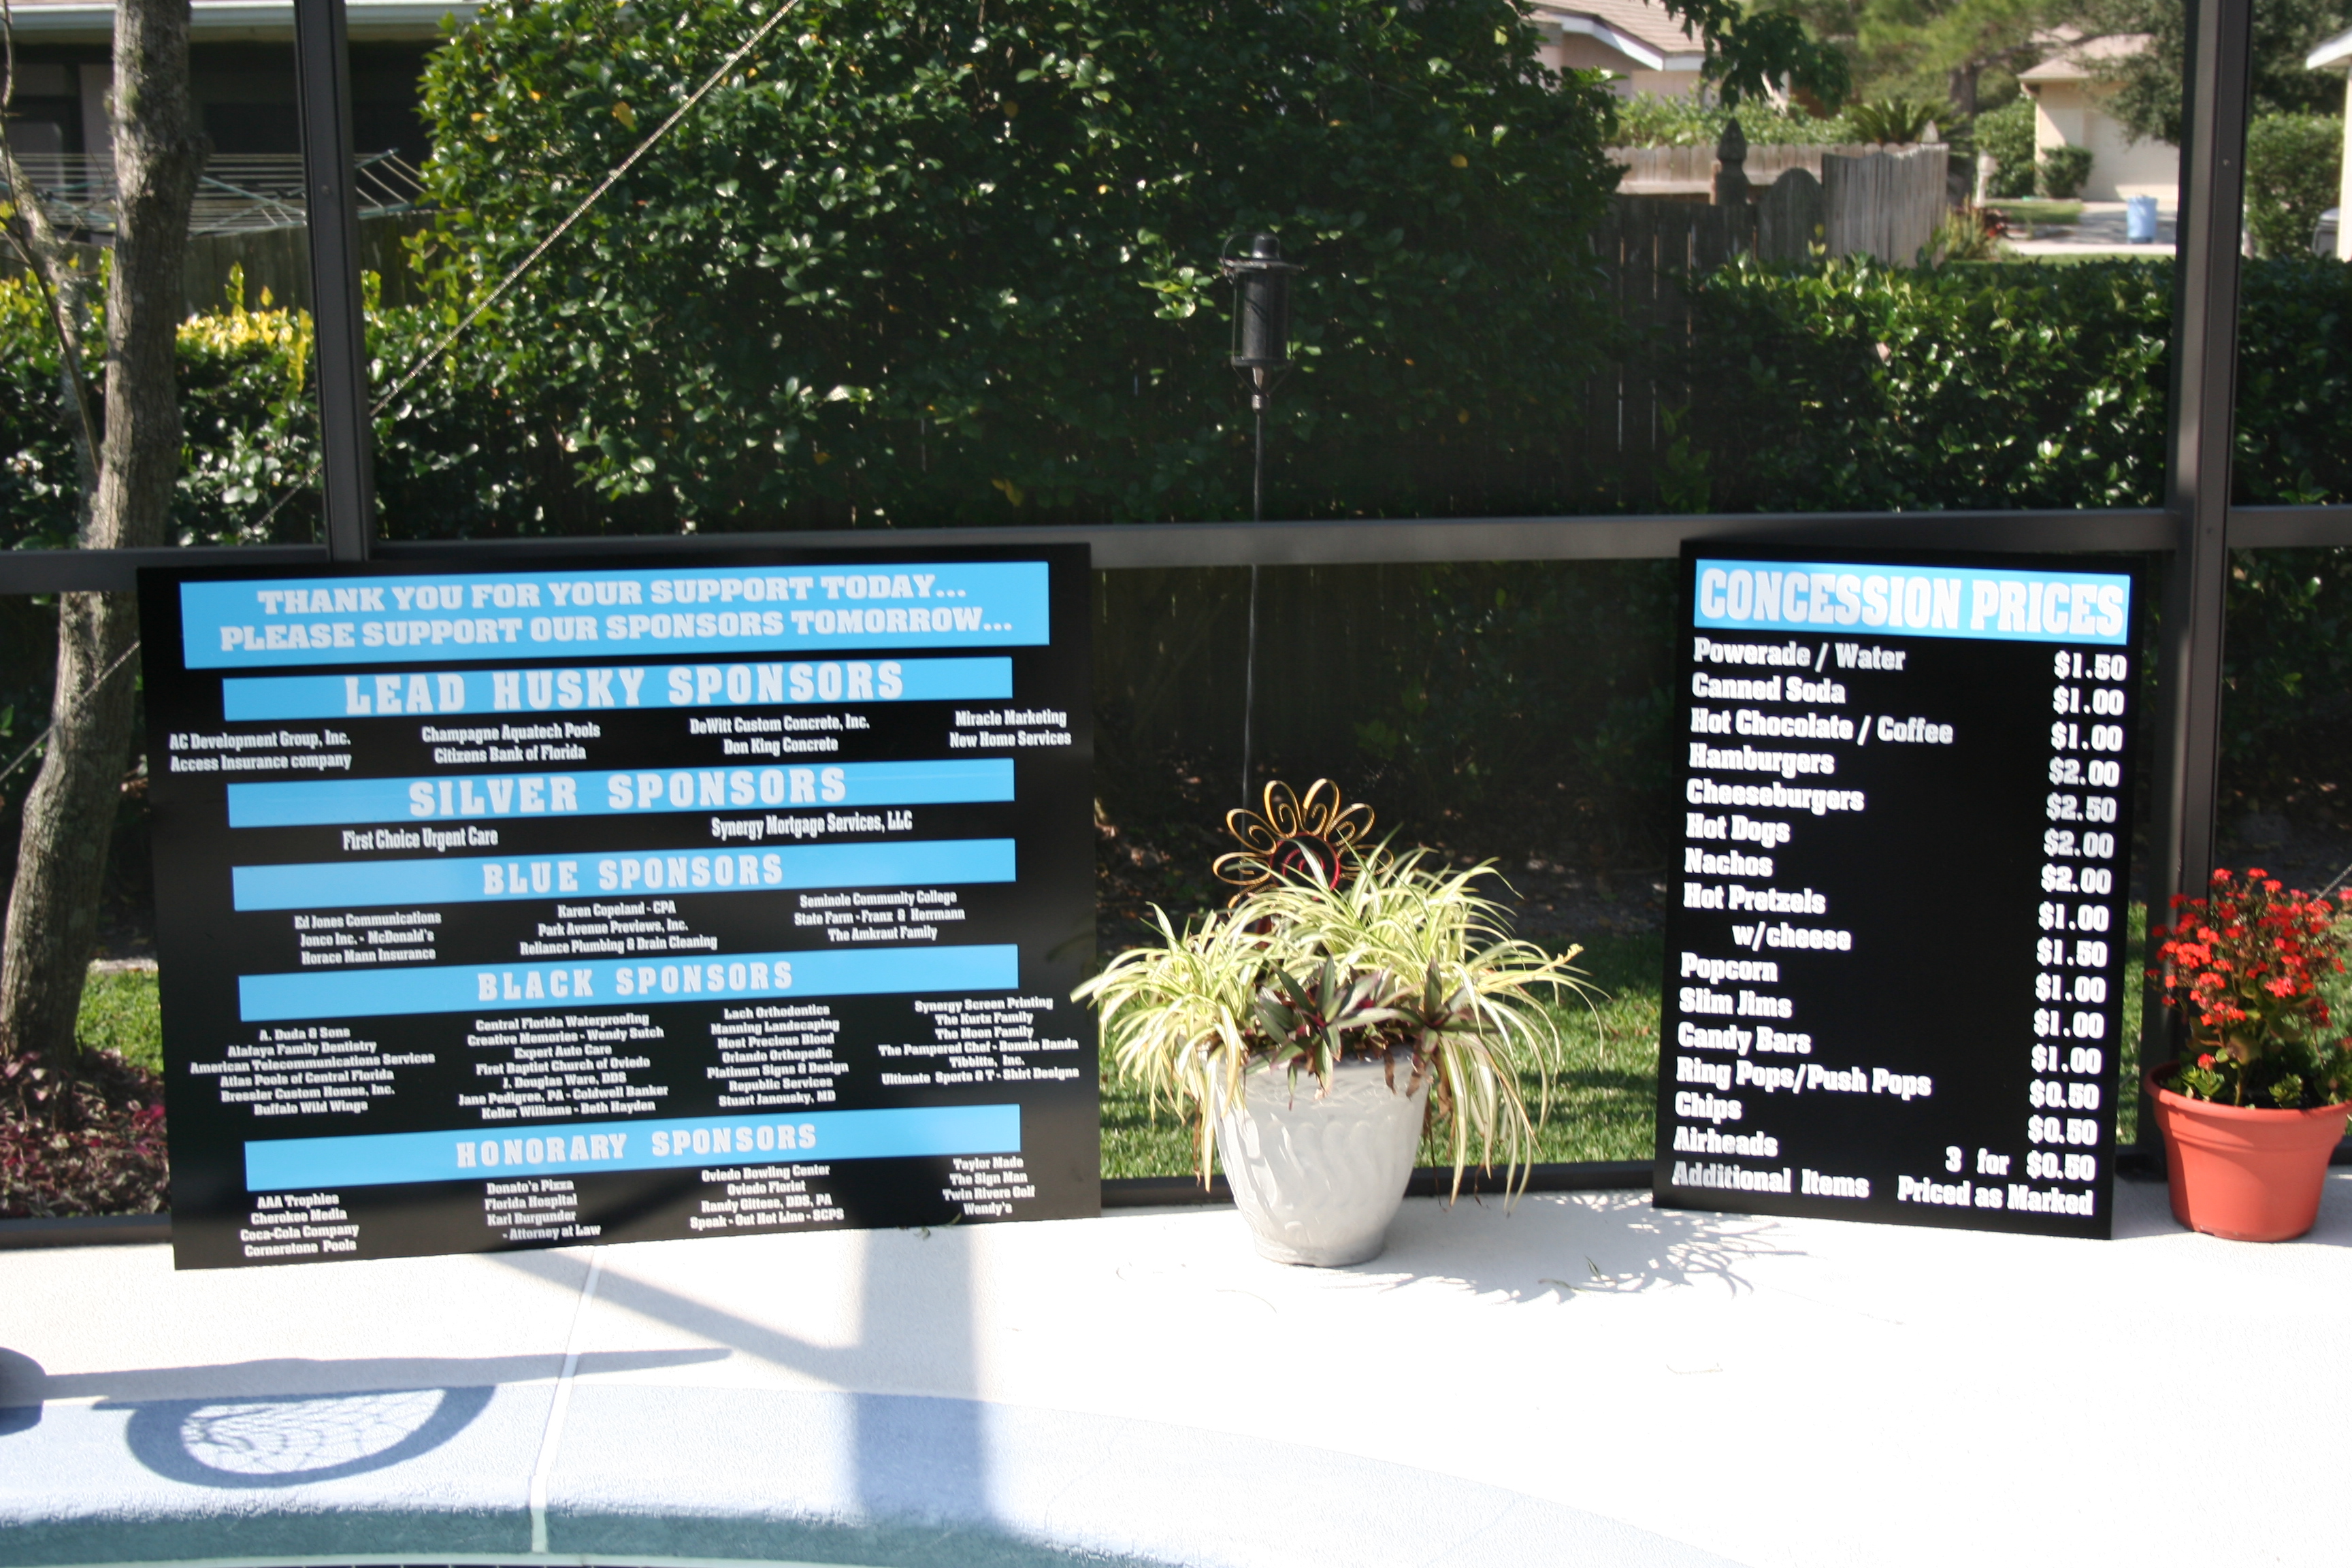 THANK YOU FOR YOUR SUPPORT TODAY...
PLEASE SUPPORT OUR SPONSORS TOMORROW...
LEAD HUSKY SPONSORS
AC Development Group, Inc.
Access Insurance company
Champagne Aquatech Pools
Citizens Bank of Florida
DeWitt Custom Concrete, Inc.
Don King Concrete
Miracle Marketing
New Home Services
SILVER SPONSORS
First Choice Urgent Care
Synergy Mortgage Services, LLC
BLUE SPONSORS
Ed Jones Communications
Jonco Inc. - McDonald's
Horace Mann Insurance
Karen Copeland - CPA
Park Avenue Previews, Inc.
Reliance Plumbing & Drain Cleaning
Seminole Community College
State Farm - Franz & Herrmann
The Amkraut Family
BLACK SPONSORS
A. Duda & Sons
Alafaya Family Dentistry
American Telecommunications Services
Atlas Pools of Central Florida
Bressler Custom Homes, Inc.
Buffalo Wild Wings
Central Florida Waterproofing
Creative Memories - Wendy Sutch
Expert Auto Care
First Baptist Church of Oviedo
J. Douglas Ware, DDS
Jane Pedigree, PA - Coldwell Banker
Keller Williams - Beth Hayden
Lach Orthodontics
Manning Landscaping
Most Precious Blood
Orlando Orthopedic
Platinum Signs & Design
Republic Services
Stuart Janousky, MD
Synergy Screen Printing
The Kurtz Family
The Moon Family
The Pampered Chef - Bonnie Banda
Tibbitts, Inc.
Ultimate Sports & T - Shirt Designs
HONORARY SPONSORS
AAA Trophies
Cherokee Media
Coca-Cola Company
Cornerstone Pools
Donato's Pizza
Florida Hospital
Karl Burgunder
- Attorney at Law
Oviedo Bowling Center
Oviedo Florist
Randy Gittess, DDS, PA
Speak - Out Hot Line - SCPS
Taylor Made
The Sign Man
Twin Rivers Golf
Wendy's
CONCESSION PRICES
Powerade / Water $1.50
Canned Soda $1.00
Hot Chocolate / Coffee $1.00
Hamburgers $2.00
Cheeseburgers $2.50
Hot Dogs $2.00
Nachos $2.00
Hot Pretzels $1.00
w/cheese $1.50
Popcorn $1.00
Slim Jims $1.00
Candy Bars $1.00
Ring Pops/Push Pops $0.50
Chips $0.50
Airheads 3 for $0.50
Additional Items Priced as Marked